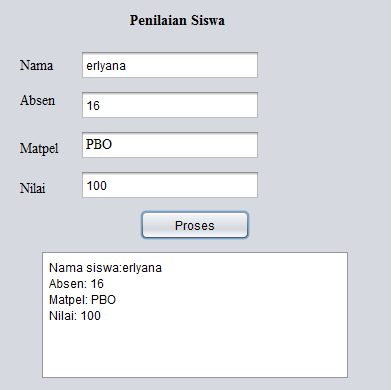 Penilaian Siswa
Nama erlyana
Absen 16
Matpel PBO
Nilai 100
Proses
Nama siswa:erlyana
Absen: 16
Matpel: PBO
Nilai: 100